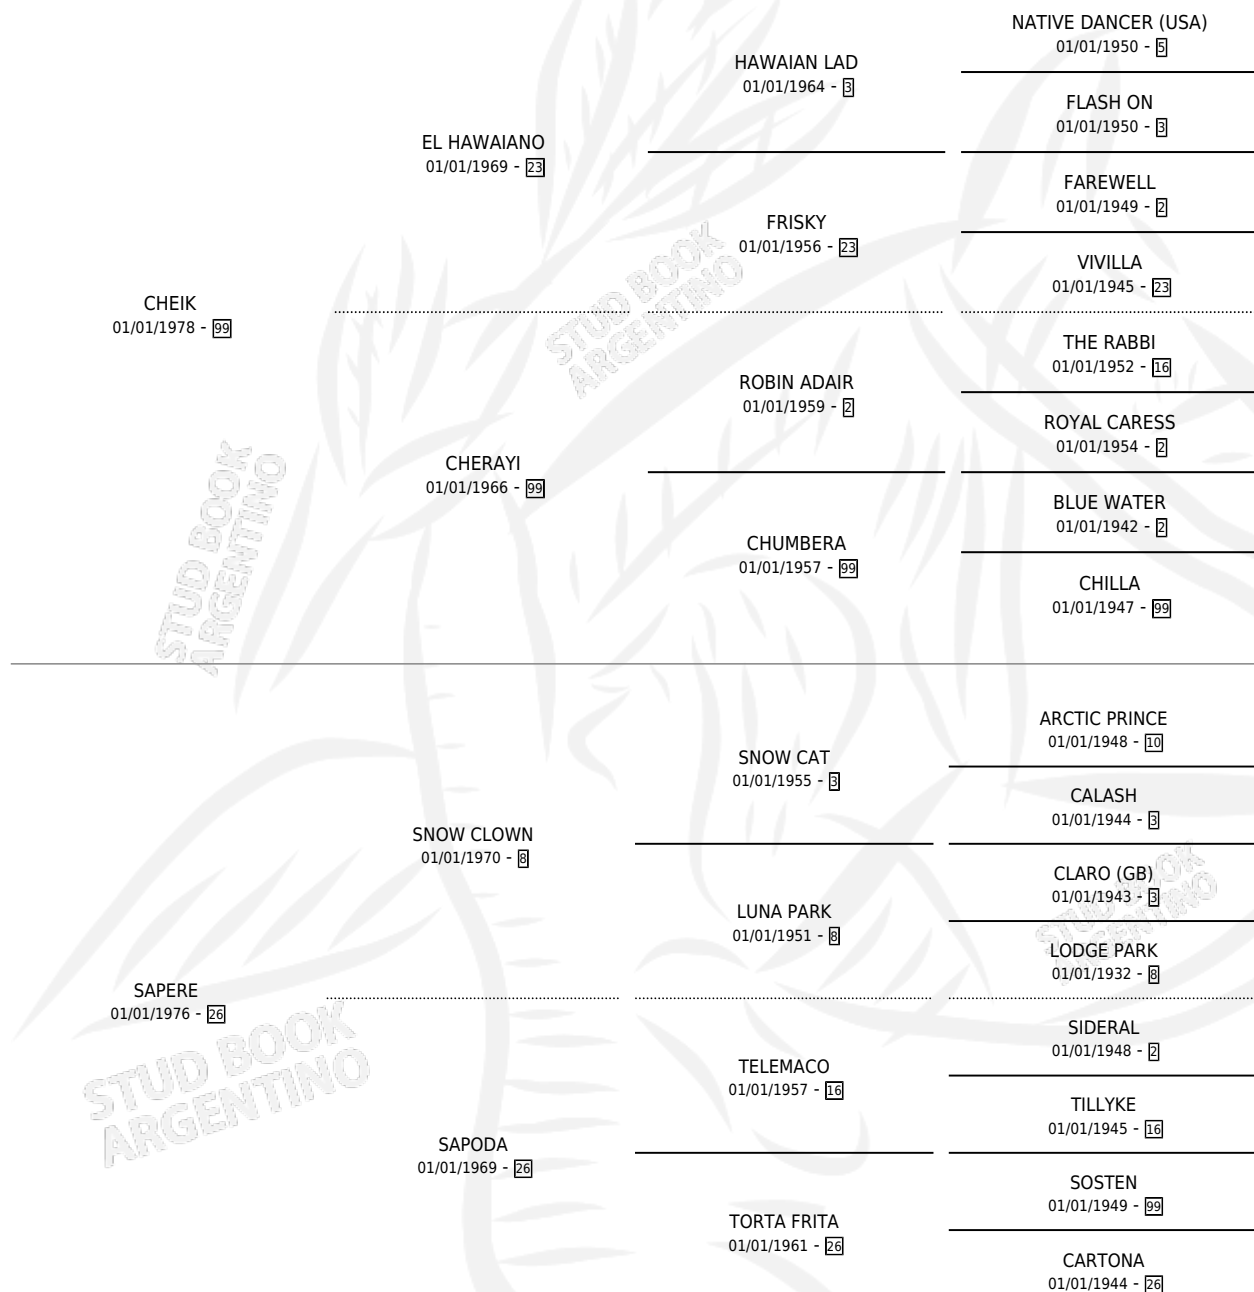 NATIVE DANCER (USA)
01/01/1950 - 5
HAWAIAN LAD
01/01/1964 - 3
FLASH ON
01/01/1950 - 3
EL HAWAIANO
01/01/1969 - 23
FAREWELL
01/01/1949 - 2
FRISKY
01/01/1956 - 23
VIVILLA
01/01/1945 - 23
CHEIK
01/01/1978 - 99
THE RABBI
01/01/1952 - 16
ROBIN ADAIR
01/01/1959 - 2
ROYAL CARESS
01/01/1954 - 2
CHERAYI
01/01/1966 - 99
BLUE WATER
01/01/1942 - 2
CHUMBERA
01/01/1957 - 99
CHILLA
01/01/1947 - 99
STUD BOOK
ARGENTINO
STUD BOOK
ARGENTINO
ARCTIC PRINCE
01/01/1948 - 10
SNOW CAT
01/01/1955 - 3
CALASH
01/01/1944 - 3
SNOW CLOWN
01/01/1970 - 8
CLARO (GB)
01/01/1943 - 3
LUNA PARK
01/01/1951 - 8
LODGE PARK
01/01/1932 - 8
SAPERE
01/01/1976 - 26
SIDERAL
01/01/1948 - 2
TELEMACO
01/01/1957 - 16
TILLYKE
01/01/1945 - 16
SAPODA
01/01/1969 - 26
SOSTEN
01/01/1949 - 99
TORTA FRITA
01/01/1961 - 26
CARTONA
01/01/1944 - 26
STUD BOOK
ARGENTINO
STUD BOOK
ARGENTINO